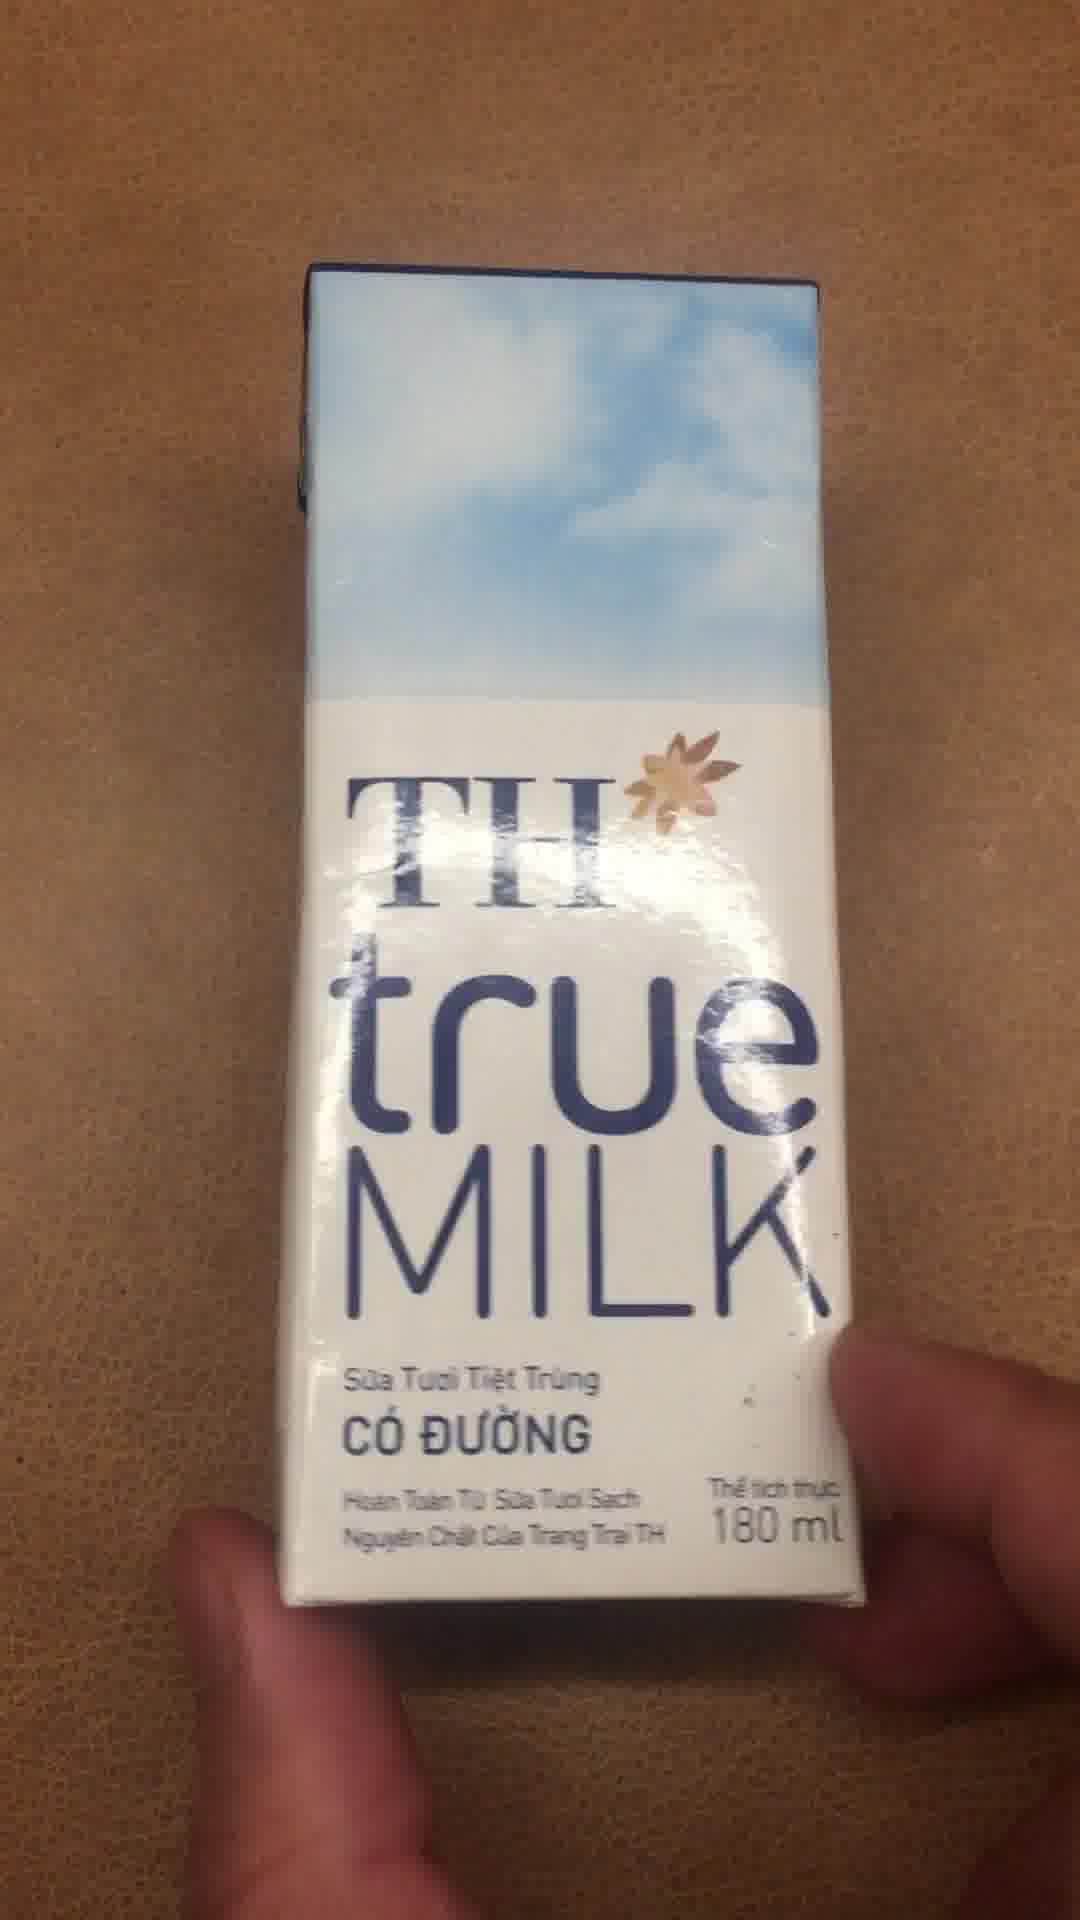 TH
true
MILK
Sữa Tươi Tiệt Trùng
CÓ ĐƯỜNG
Hoàn Toàn Từ Sữa Tươi Sạch
Nguyên Chất Của Trang Trại TH
Thể tích thực
180 ml